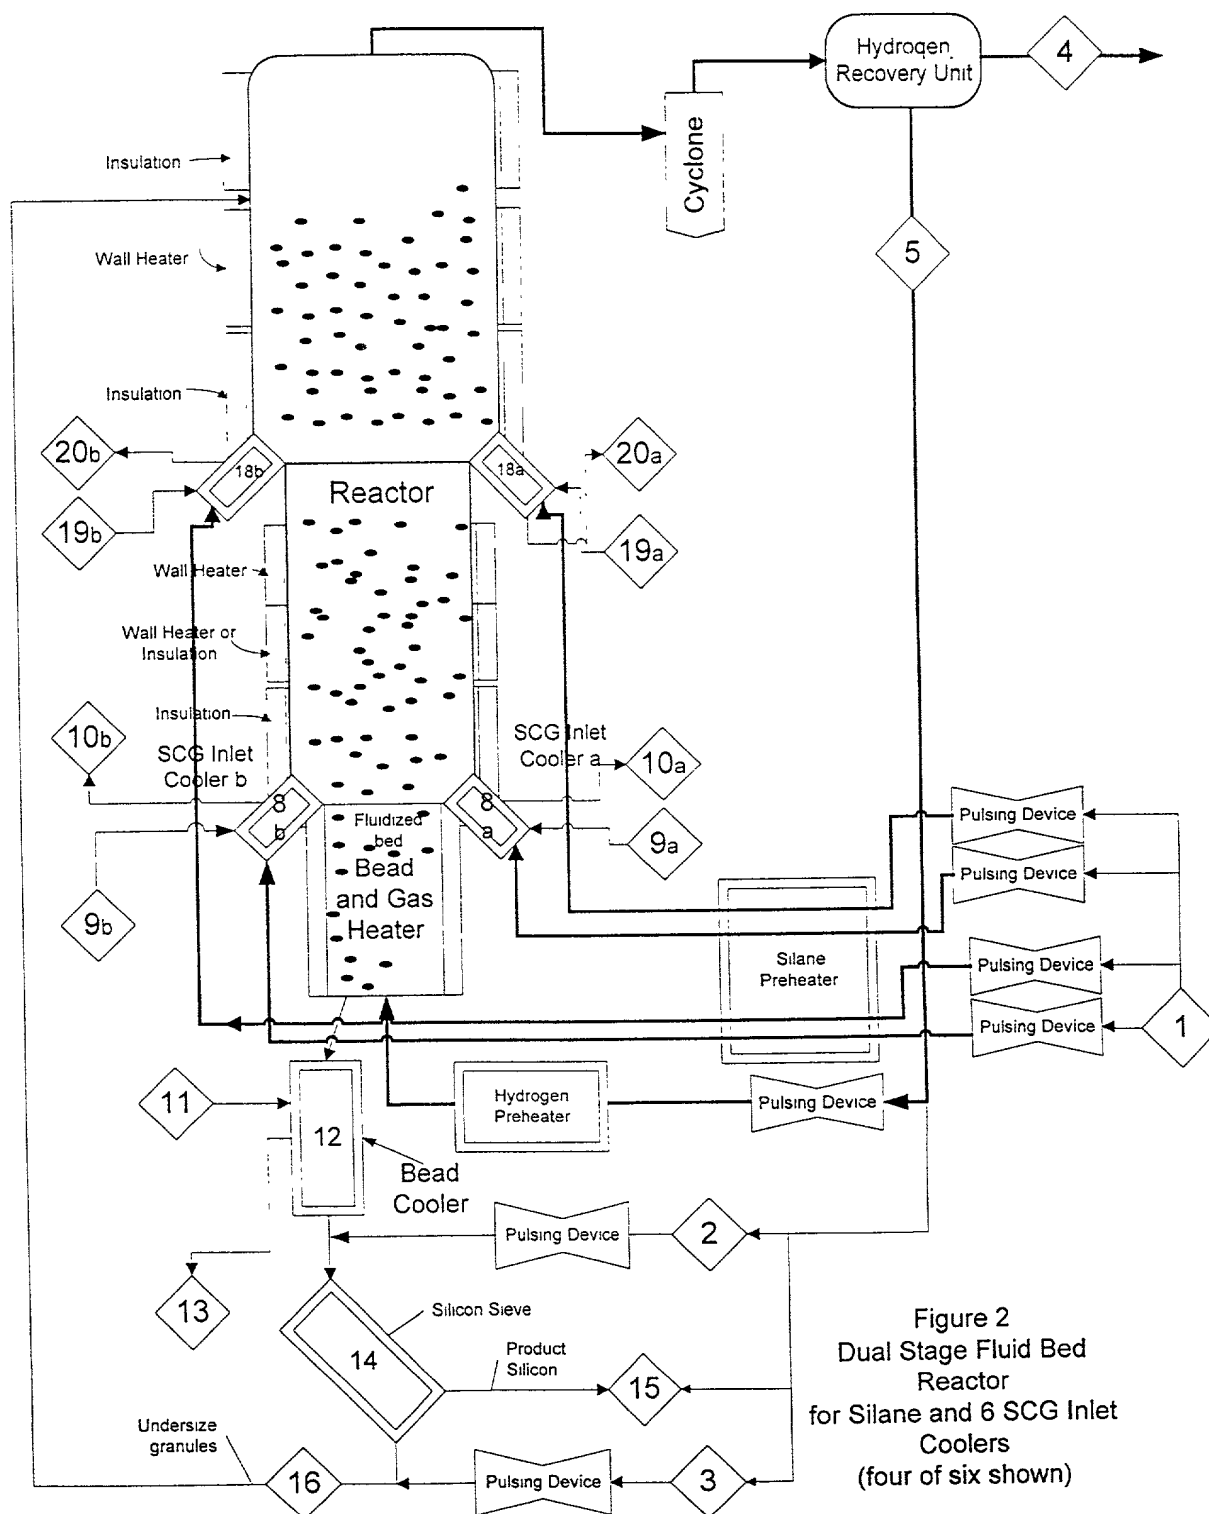 Hydrogen
Recovery Unit
4
Cyclone
Insulation
5
Wall Heater
Insulation
20b
18b
18a
20a
Reactor
19b
19a
Wall Heater
Wall Heater or
Insulation
Insulation
10b
SCG Inlet
Cooler b
SCG Inlet
Cooler a
10a
8
b
8
a
Fluidized
bed
Bead
and Gas
Heater
9a
9b
Pulsing Device
Pulsing Device
Silane
Preheater
Pulsing Device
Pulsing Device
1
11
Hydrogen
Preheater
Pulsing Device
12
Bead
Cooler
Pulsing Device
2
13
Silicon Sieve
14
Product
Silicon
15
Undersize
granules
16
Pulsing Device
3
Figure 2
Dual Stage Fluid Bed
Reactor
for Silane and 6 SCG Inlet
Coolers
(four of six shown)